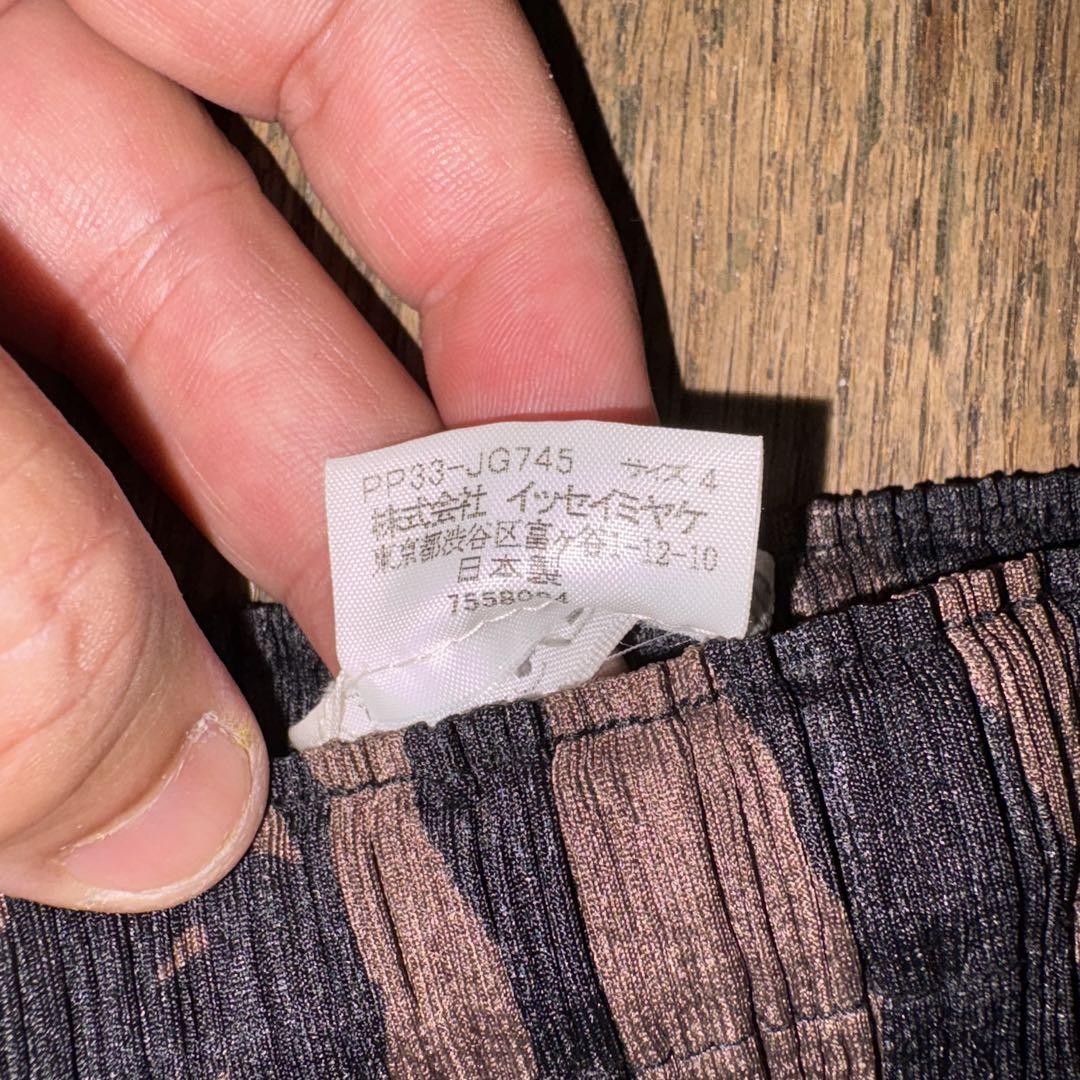 PP33-JG745 サイズ 4
株式会社 イッセイミヤケ
東京都渋谷区富ヶ谷1-12-10
日本製